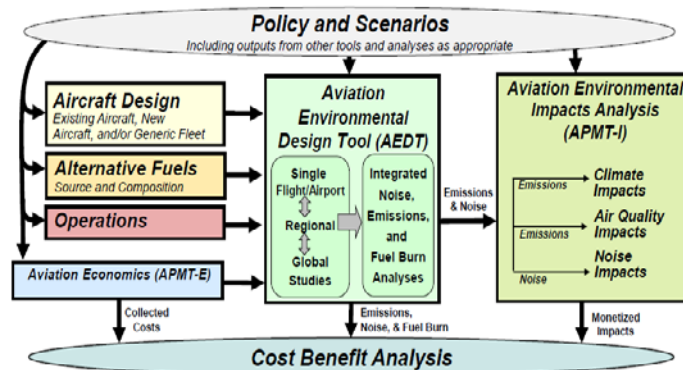 Policy and Scenarios
Including outputs from other tools and analyses as appropriate
Aircraft Design
Existing Aircraft, New
Aircraft, and/or Generic Fleet
Alternative Fuels
Source and Composition
Operations
Aviation Economics (APMT-E)
Aviation
Environmental
Design Tool (AEDT)
Single
Flight/Airport
Regional
Global
Studies
Integrated
Noise,
Emissions,
and
Fuel Burn
Analyses
Emissions
& Noise
Aviation Environmental
Impacts Analysis
(APMT-I)
Emissions
Climate
Impacts
Emissions
Air Quality
Impacts
Noise
Noise
Impacts
Collected
Costs
Emissions,
Noise, & Fuel Burn
Monetized
Impacts
Cost Benefit Analysis